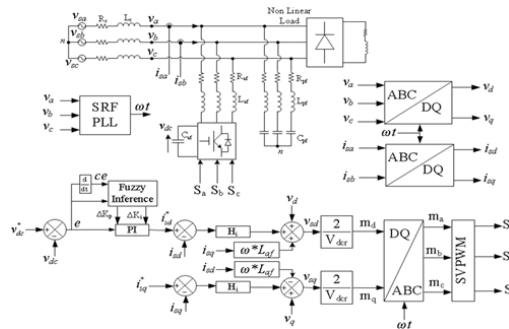 Non Linear
Load
v_sa R_s L_s v_a
v_sb v_b
n
v_sc v_c
i_sa
i_sb
R_af R_pf
L_af L_pf
v_a
v_b
v_c
SRF
PLL
ωt
v_dc
C_pf
n
S_a S_b S_c
v_a
v_b
v_c
ABC
DQ
v_d
v_q
ωt
i_sa
i_sb
ABC
DQ
i_sd
i_sq
d
dt
ce
Fuzzy
Inference
ΔK_p ΔK_i
v*_dc
v_dc
e
PI
i*_sd
i_sd
H_i
i_sq ω*L_af
v_d
v_sd
2
V_dcr
m_d
i_sd ω*L_af
i*_sq
i_sq
H_i
v_q
v_sq
2
V_dcr
m_q
DQ
ABC
ωt
m_a
m_b
m_c
SVPWM
S
S
S